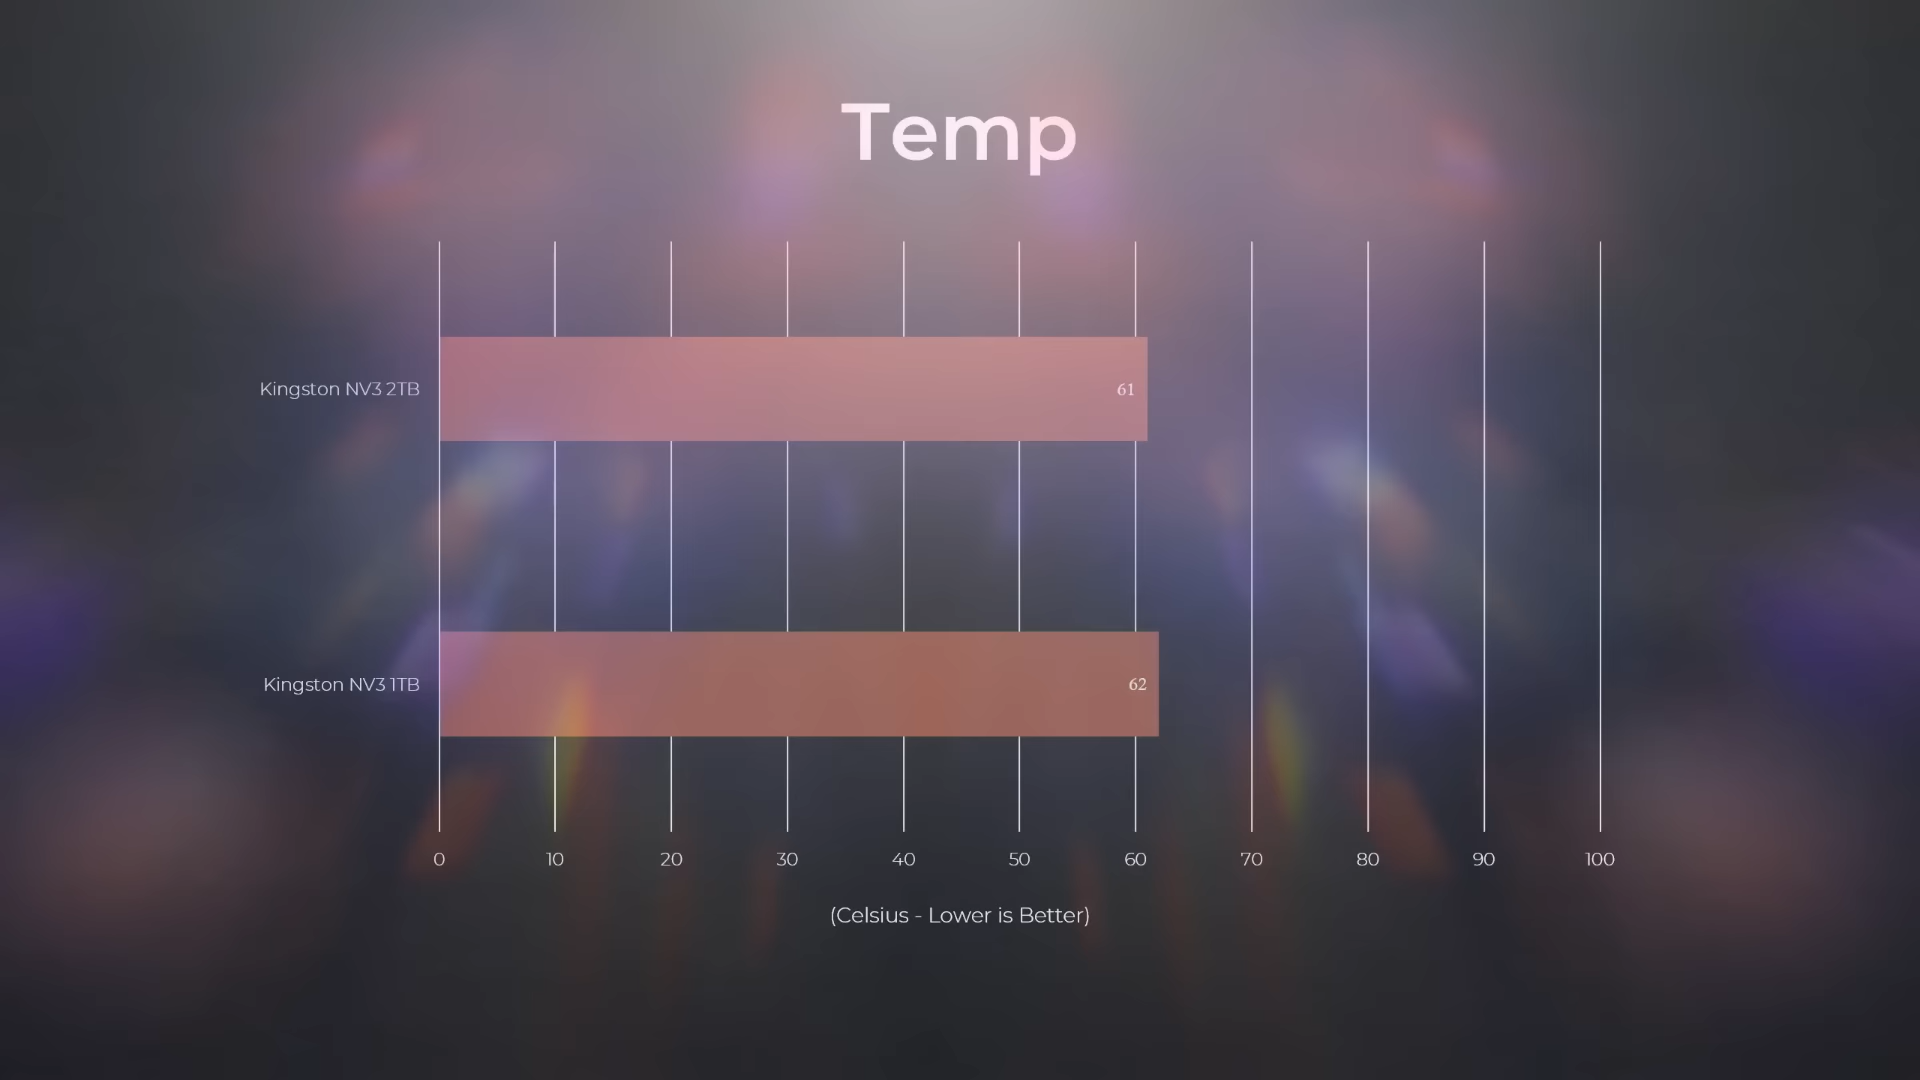 Temp
Kingston NV3 2TB
61
Kingston NV3 1TB
62
0 10 20 30 40 50 60 70 80 90 100
(Celsius - Lower is Better)